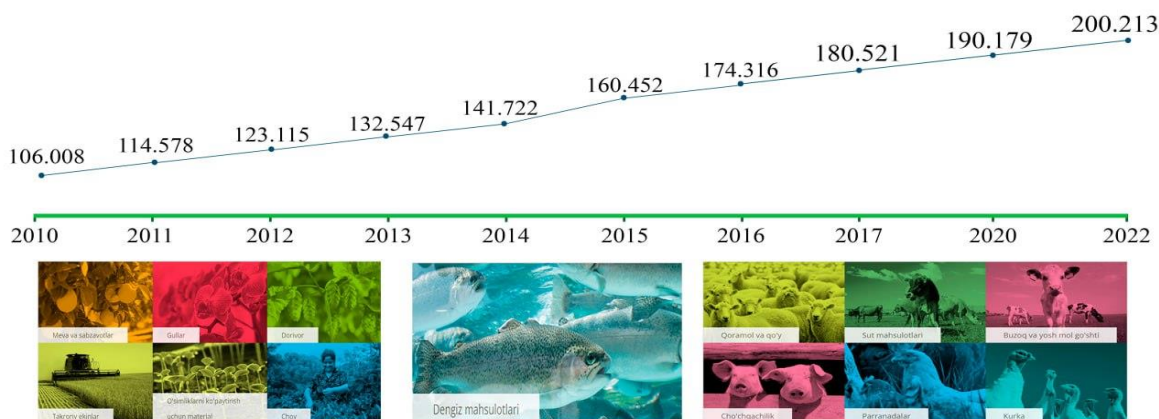 106.008
114.578
123.115
132.547
141.722
160.452
174.316
180.521
190.179
200.213
2010 2011 2012 2013 2014 2015 2016 2017 2020 2022
Meva va sabzavotlar
Gullar
Dorivor
Takroriy ekinlar
O'simliklarni ko'paytirish
uchun material
Choy
Dengiz mahsulotlari
Qoramol va qo'y
Sut mahsulotlari
Buzoq va yosh mol go'shti
Cho'chqachilik
Parranadalar
Kurka